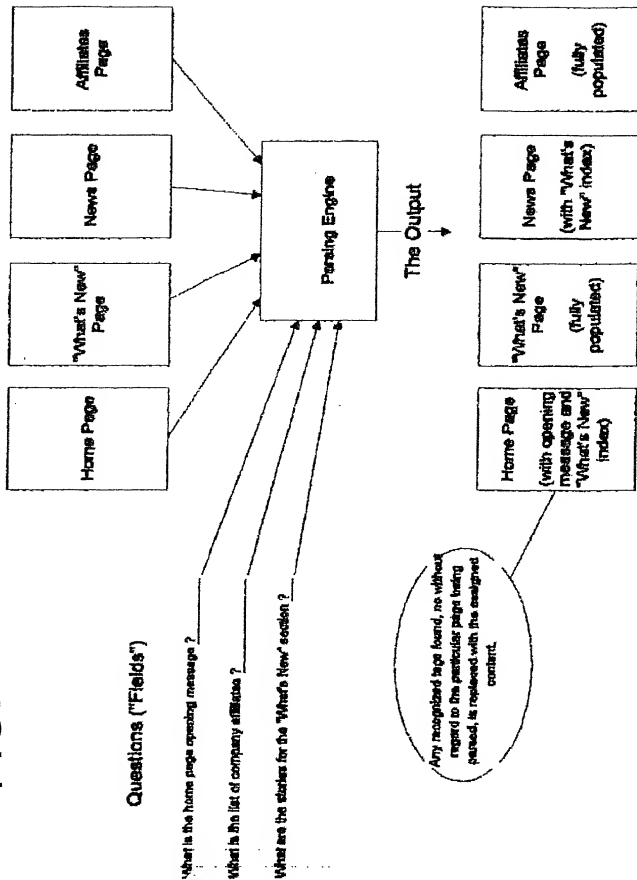 Questions ("Fields")
What is the home page opening message ?
What is the list of company affiliates ?
What are the stories for the "What's New" section ?
Home Page
"What's New"
Page
News Page
Affiliates
Page
Parsing Engine
The Output
Home Page
(with opening
message and
"What's New"
index)
"What's New"
Page
(fully
populated)
News Page
(with "What's
New" index)
Affiliates
Page
(fully
populated)
Any recognized tags found, no without
regard to the particular page being
parsed, is replaced with the assigned
content.